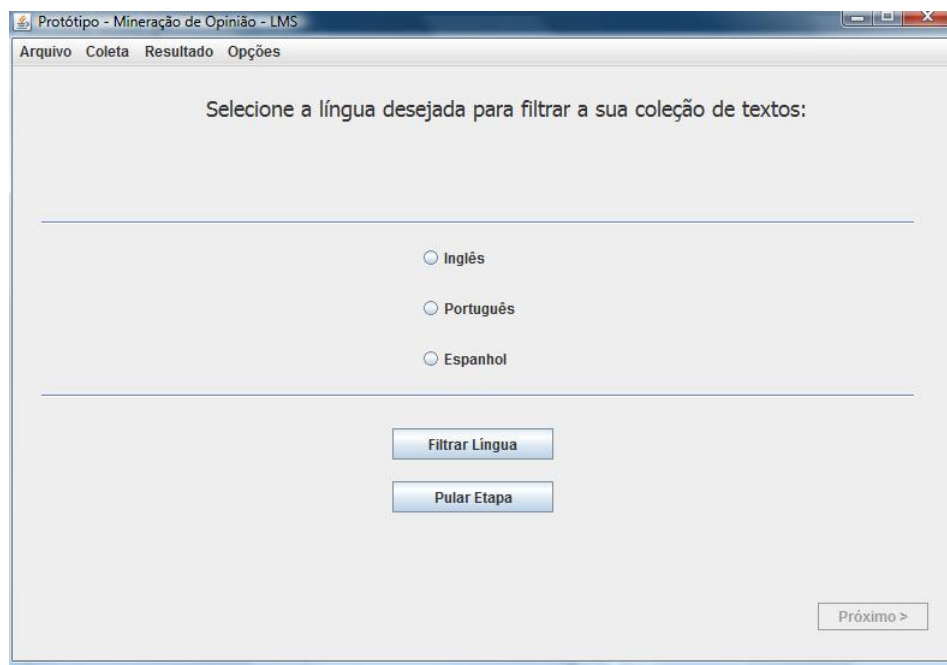 Protótipo - Mineração de Opinião - LMS
Arquivo Coleta Resultado Opções
Selecione a língua desejada para filtrar a sua coleção de textos:
Inglês
Português
Espanhol
Filtrar Língua
Pular Etapa
Próximo >